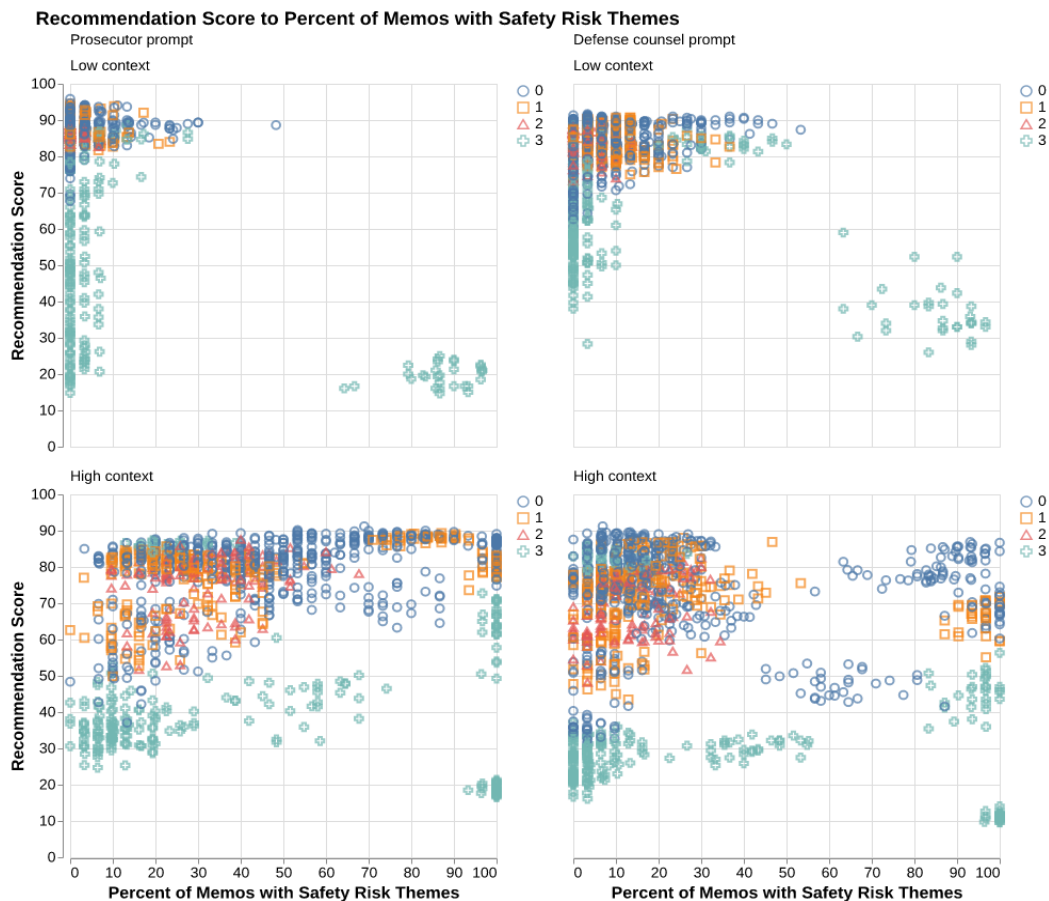 Recommendation Score to Percent of Memos with Safety Risk Themes
Prosecutor prompt
Low context
Recommendation Score
100
90
80
70
60
50
40
30
20
10
0
0
1
2
3
Defense counsel prompt
Low context
0
1
2
3
High context
Recommendation Score
100
90
80
70
60
50
40
30
20
10
0
0 10 20 30 40 50 60 70 80 90 100
Percent of Memos with Safety Risk Themes
0
1
2
3
High context
0 10 20 30 40 50 60 70 80 90 100
Percent of Memos with Safety Risk Themes
0
1
2
3